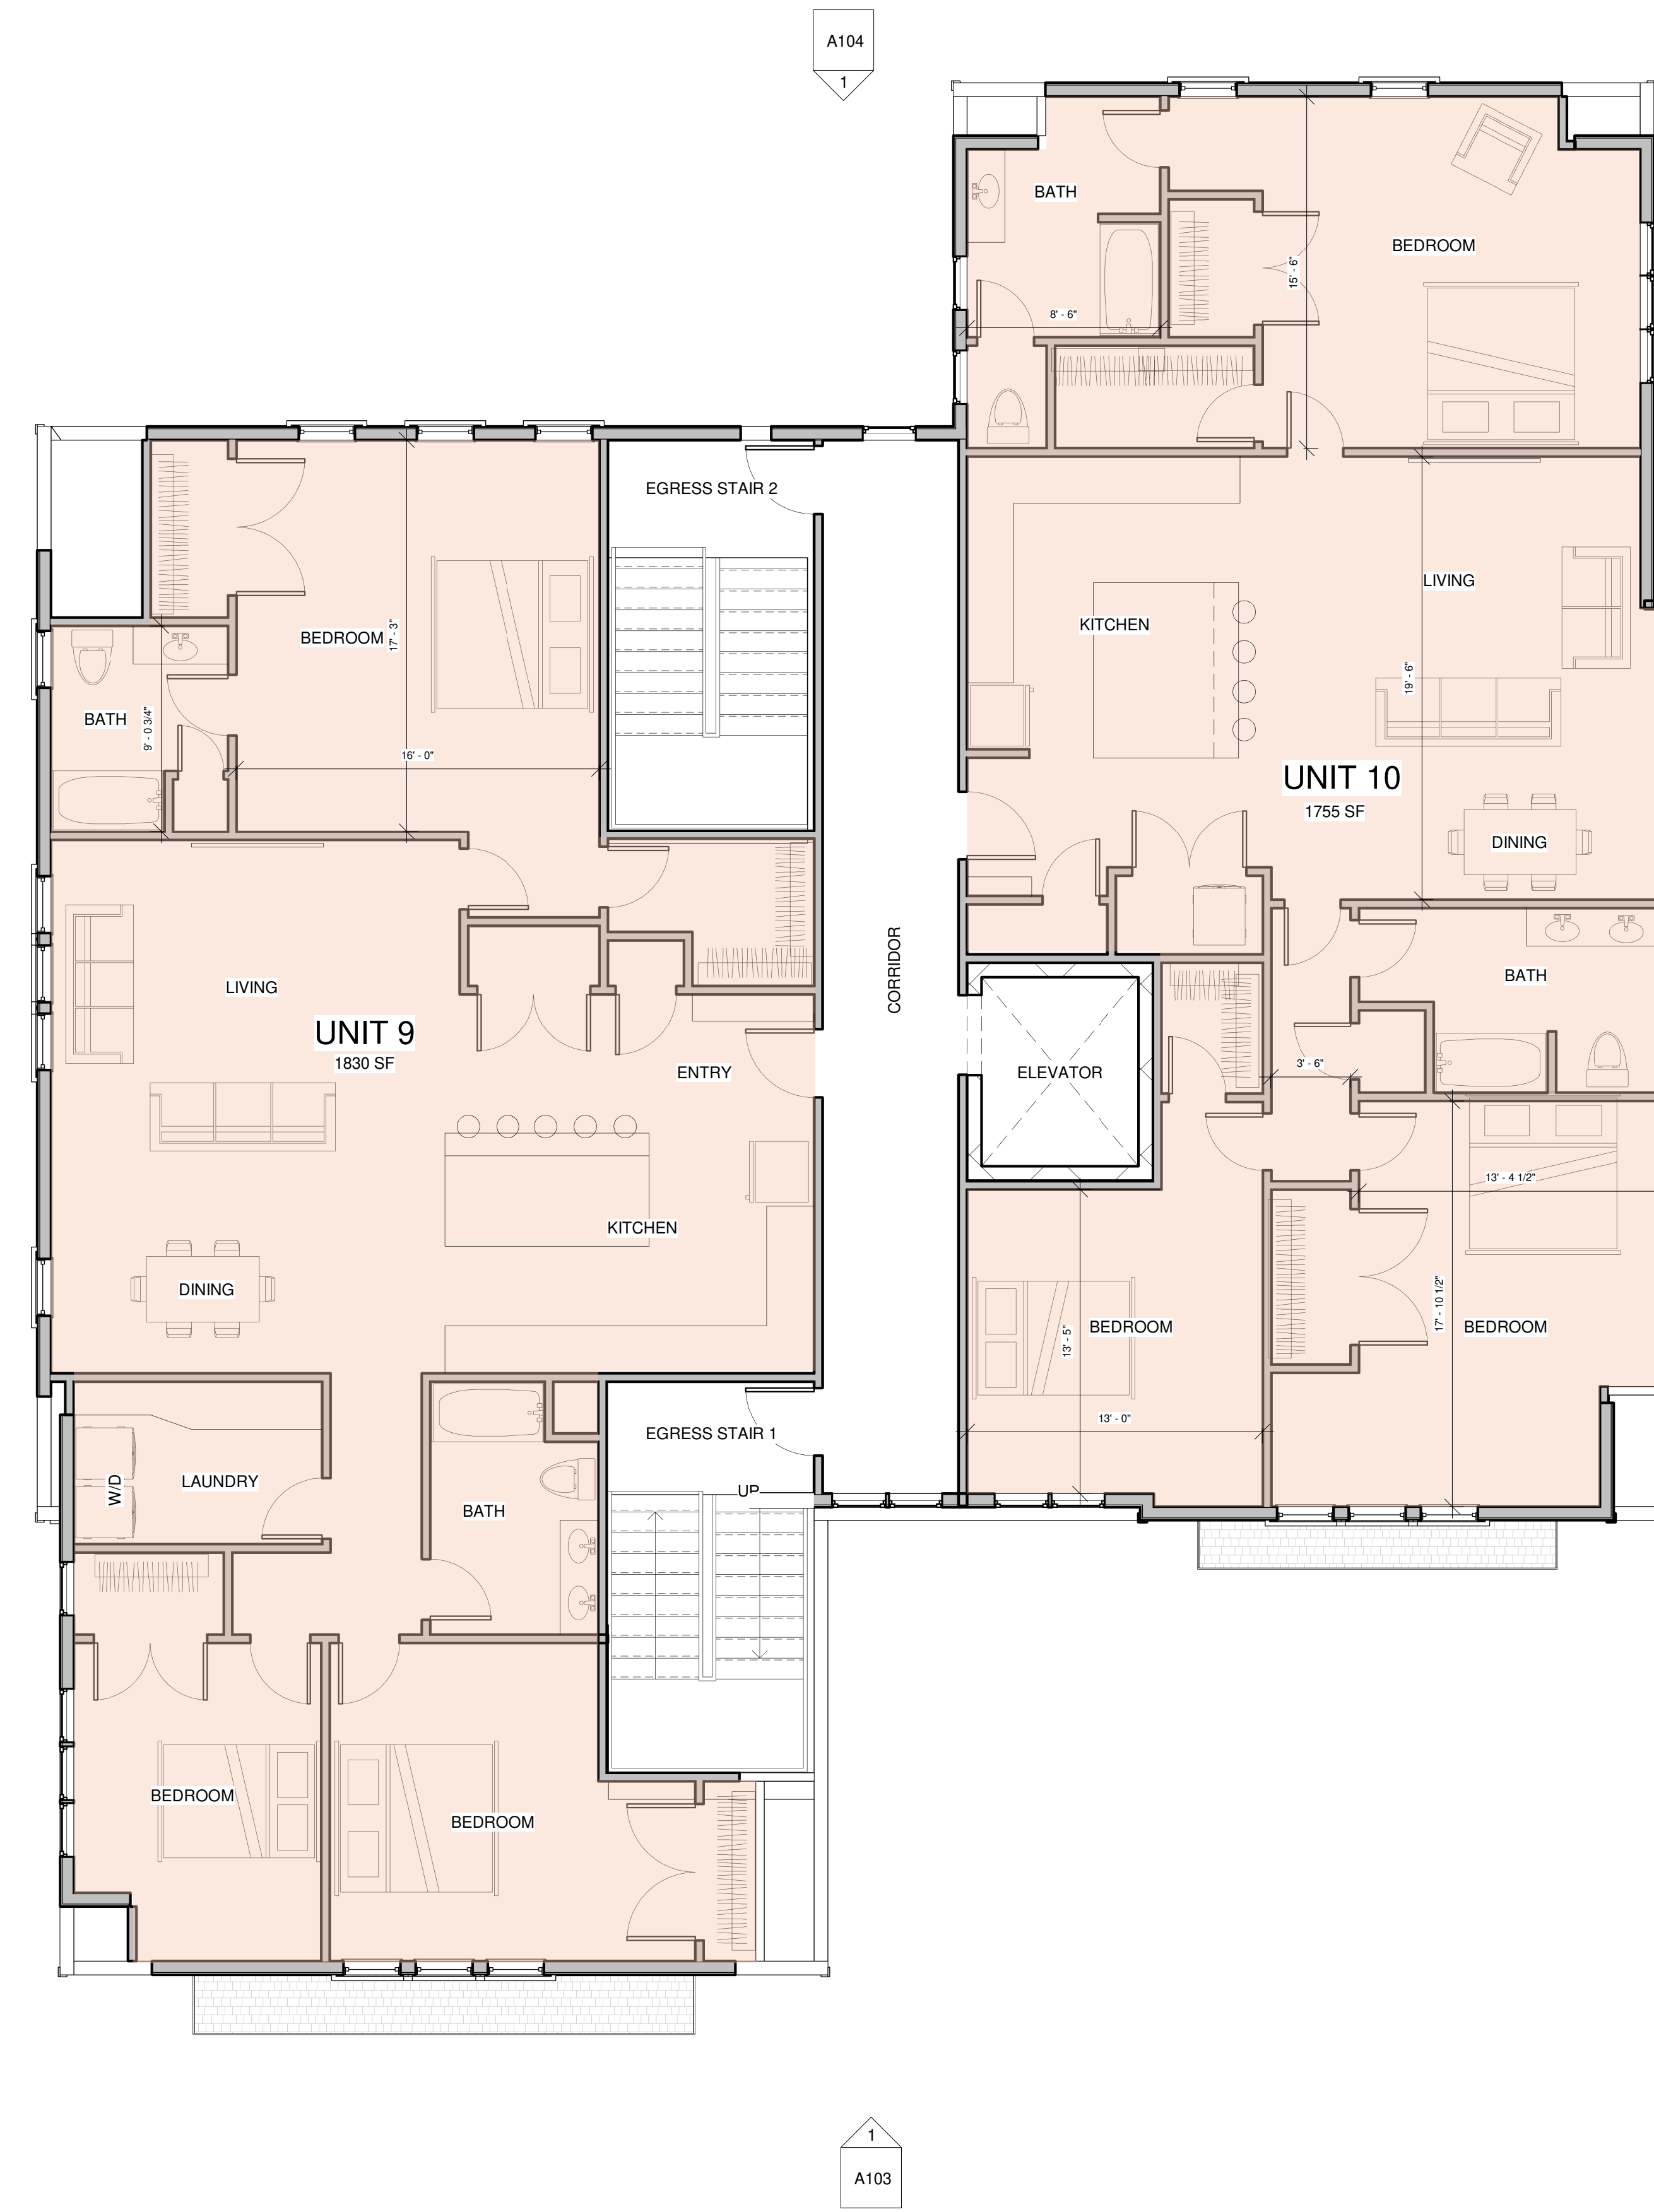 A104
1
BATH
BEDROOM
15' - 6"
8' - 6"
EGRESS STAIR 2
LIVING
KITCHEN
BEDROOM
17' - 3"
19' - 6"
BATH
9' - 0 3/4"
16' - 0"
UNIT 10
1755 SF
DINING
CORRIDOR
BATH
LIVING
UNIT 9
1830 SF
ENTRY
ELEVATOR
3' - 6"
13' - 4 1/2"
KITCHEN
DINING
17' - 10 1/2"
BEDROOM
BEDROOM
13' - 5"
13' - 0"
EGRESS STAIR 1
W/D
LAUNDRY
UP
BATH
BEDROOM
BEDROOM
1
A103